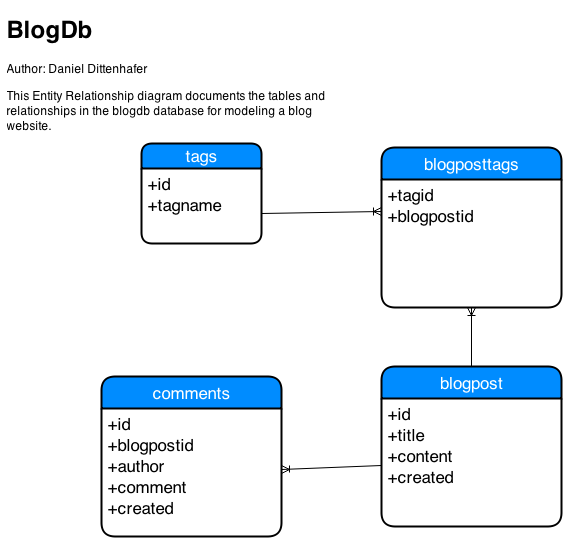 BlogDb
Author: Daniel Dittenhafer
This Entity Relationship diagram documents the tables and
relationships in the blogdb database for modeling a blog
website.
tags
+id
+tagname
blogposttags
+tagid
+blogpostid
comments
+id
+blogpostid
+author
+comment
+created
blogpost
+id
+title
+content
+created